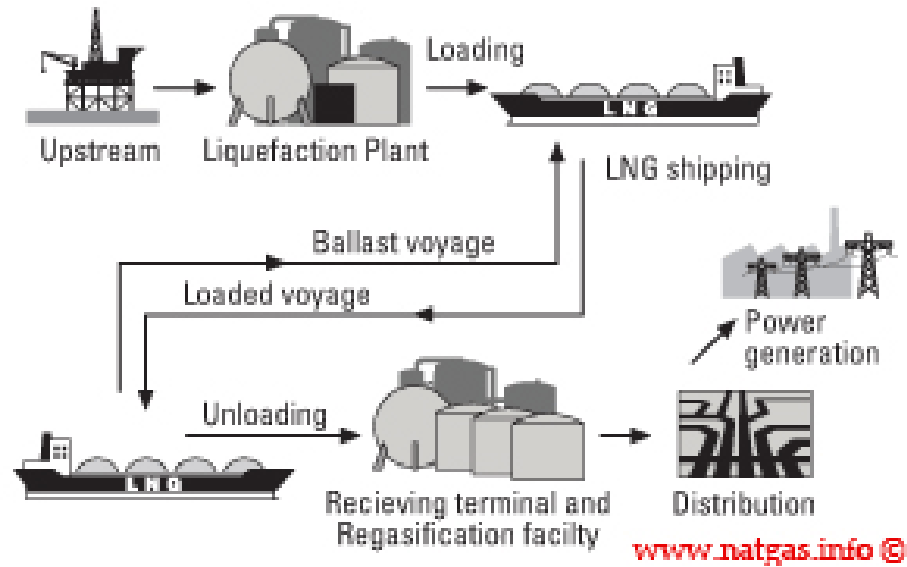 Loading
LNG
Upstream
Liquefaction Plant
LNG shipping
Ballast voyage
Loaded voyage
Power
generation
Unloading
LNG
Recieving terminal and
Regasification facilty
Distribution
www.natgas.info ©